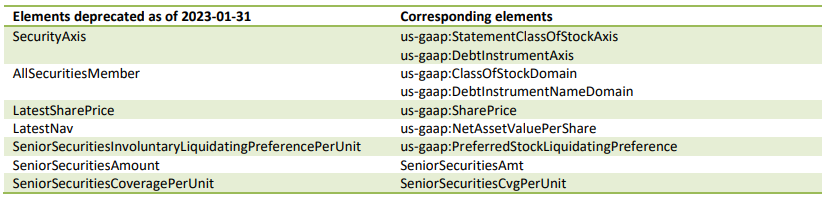 Elements deprecated as of 2023-01-31 Corresponding elements
SecurityAxis us-gaap:StatementClassOfStockAxis
us-gaap:DebtInstrumentAxis
AllSecuritiesMember us-gaap:ClassOfStockDomain
us-gaap:DebtInstrumentNameDomain
LatestSharePrice us-gaap:SharePrice
LatestNav us-gaap:NetAssetValuePerShare
SeniorSecuritiesInvoluntaryLiquidatingPreferencePerUnit us-gaap:PreferredStockLiquidatingPreference
SeniorSecuritiesAmount SeniorSecuritiesAmt
SeniorSecuritiesCoveragePerUnit SeniorSecuritiesCvgPerUnit